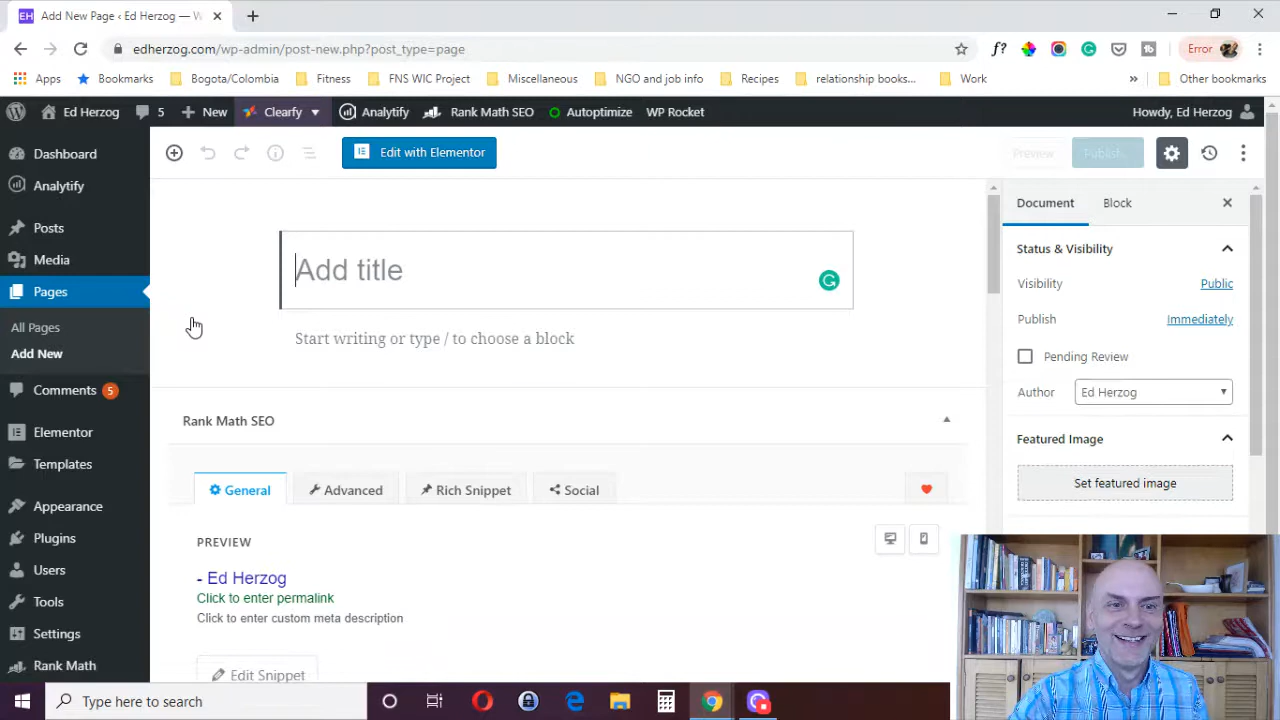 EH Add New Page ‹ Ed Herzog — W
edherzog.com/wp-admin/post-new.php?post_type=page
f? Error
Apps Bookmarks Bogota/Colombia Fitness FNS WIC Project Miscellaneous NGO and job info Recipes relationship books... Work » Other bookmarks
Ed Herzog 5 New Clearfy Analytify Rank Math SEO Autoptimize WP Rocket Howdy, Ed Herzog
Dashboard
Analytify
Posts
Media
Pages
All Pages
Add New
Comments 5
Elementor
Templates
Appearance
Plugins
Users
Tools
Settings
Rank Math
Edit with Elementor Preview Publish...
Add title
Start writing or type / to choose a block
Rank Math SEO
General Advanced Rich Snippet Social
PREVIEW
- Ed Herzog
Click to enter permalink
Click to enter custom meta description
Edit Snippet
Document Block
Status & Visibility
Visibility Public
Publish Immediately
Pending Review
Author Ed Herzog
Featured Image
Set featured image
Type here to search